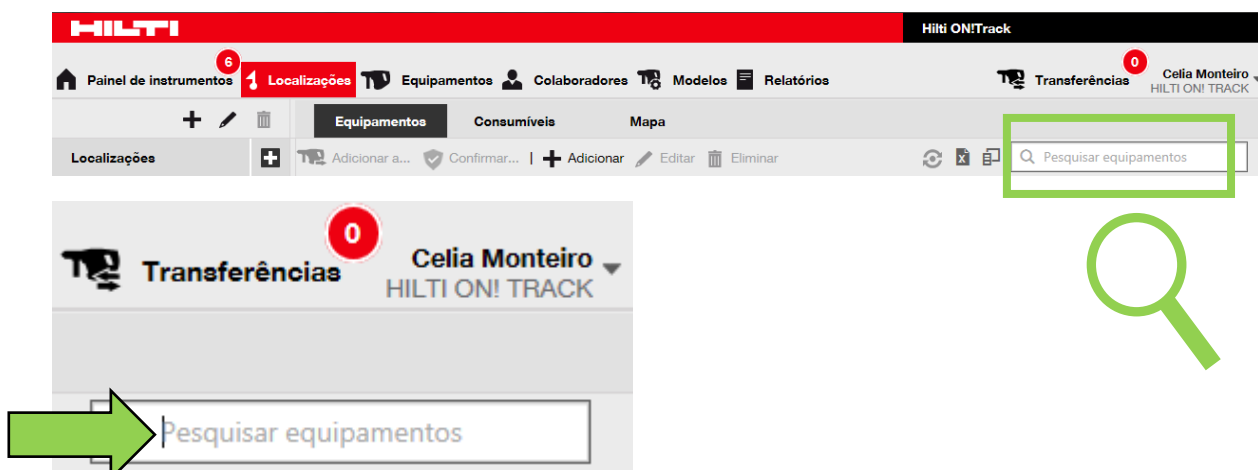 HILTI
Hilti ON!Track
6
0
Painel de instrumentos Localizações Equipamentos Colaboradores Modelos Relatórios Transferências Celia Monteiro
HILTI ON! TRACK
Equipamentos Consumíveis Mapa
Localizações Adicionar a... Confirmar... | Adicionar Editar Eliminar Pesquisar equipamentos
0
Transferências Celia Monteiro
HILTI ON! TRACK
Pesquisar equipamentos